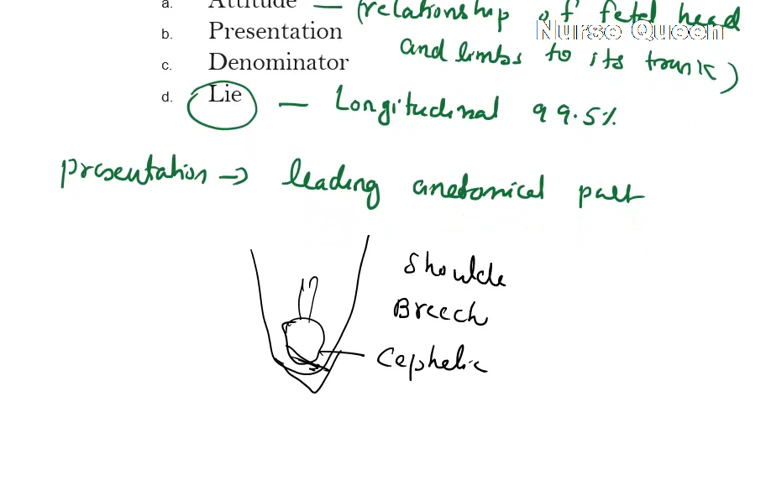 a. Attitude — (relationship of fetal head
Nurse Queen
b. Presentation and limbs to its trunk)
c. Denominator
d. Lie — Longitudinal 99.5%
presentation → leading anatomical part
Shoulde
Breech
Cephelic